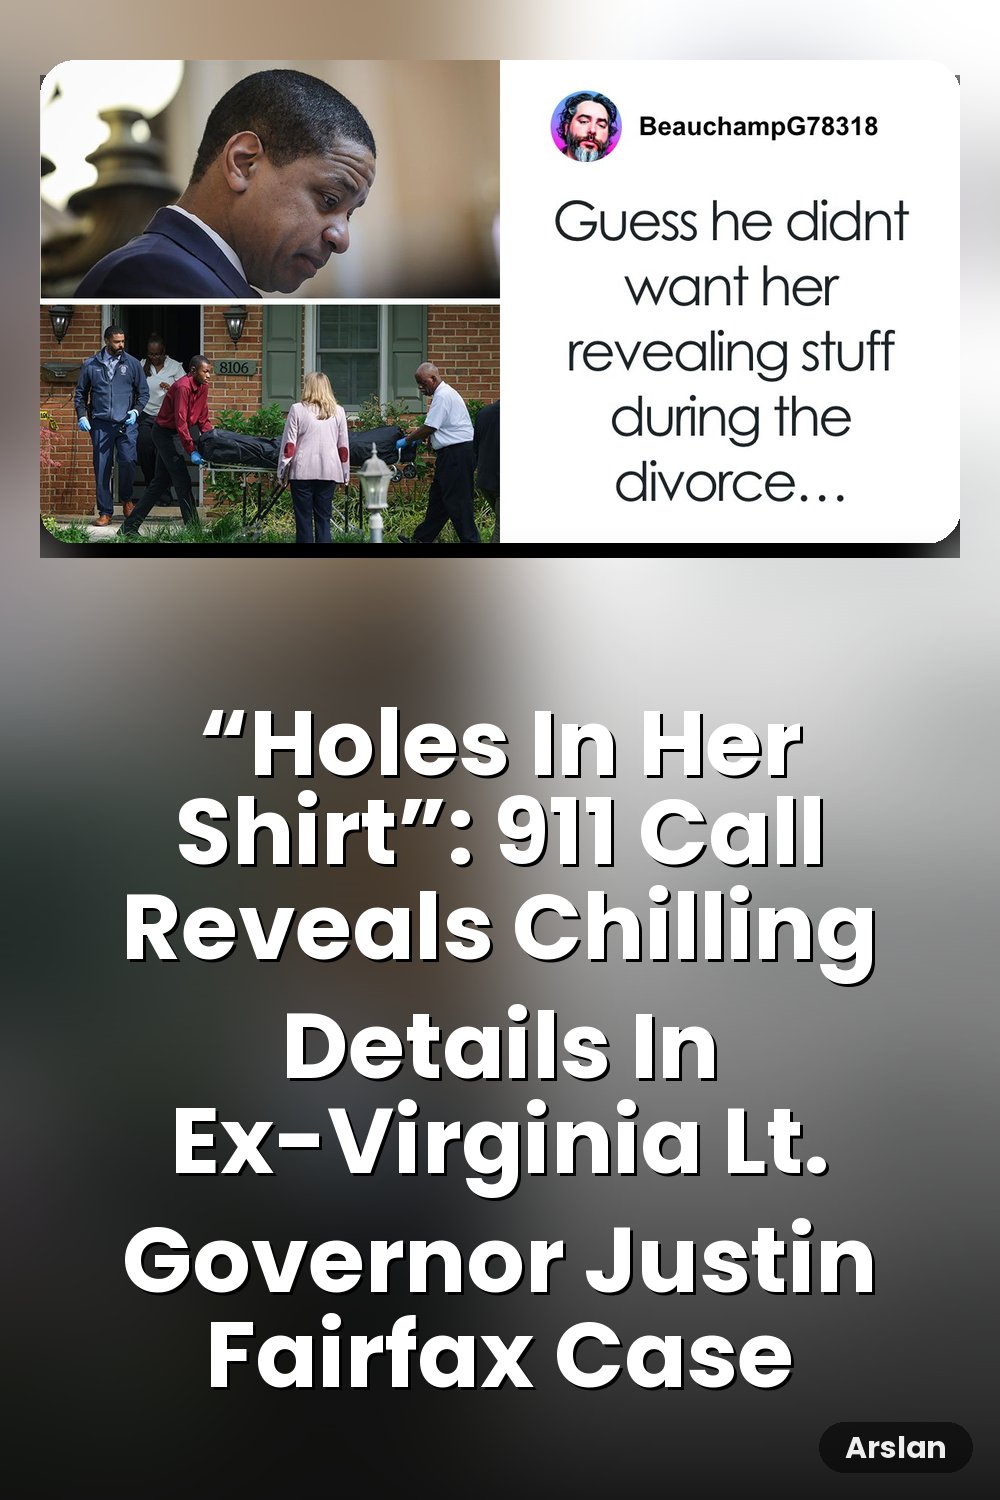 BeauchampG78318
Guess he didnt
want her
revealing stuff
during the
divorce...
8106
“Holes In Her
Shirt”: 911 Call
Reveals Chilling
Details In
Ex-Virginia Lt.
Governor Justin
Fairfax Case
Arslan